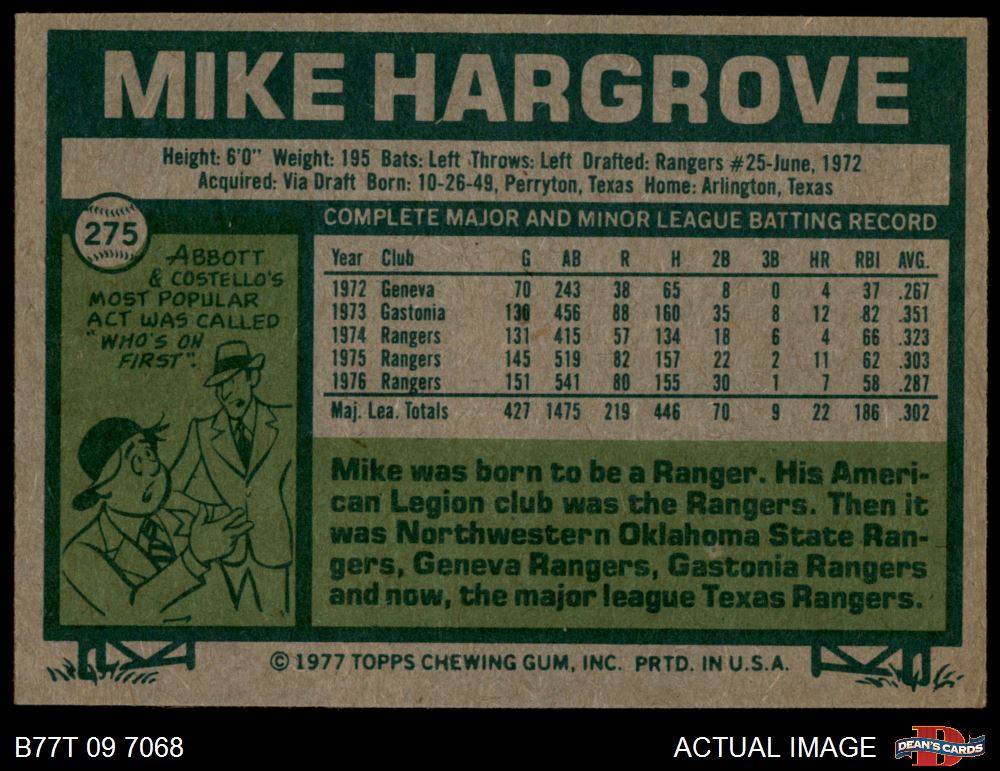 MIKE HARGROVE
Height: 6'0" Weight: 195 Bats: Left Throws: Left Drafted: Rangers #25-June, 1972
Acquired: Via Draft Born: 10-26-49, Perryton, Texas Home: Arlington, Texas
275
ABBOTT
& COSTELLO'S
MOST POPULAR
ACT WAS CALLED
"WHO'S ON
FIRST".
COMPLETE MAJOR AND MINOR LEAGUE BATTING RECORD
Year Club G AB R H 2B 3B HR RBI AVG.
1972 Geneva 70 243 38 65 8 0 4 37 .267
1973 Gastonia 130 456 88 160 35 8 12 82 .351
1974 Rangers 131 415 57 134 18 6 4 66 .323
1975 Rangers 145 519 82 157 22 2 11 62 .303
1976 Rangers 151 541 80 155 30 1 7 58 .287
Maj. Lea. Totals 427 1475 219 446 70 9 22 186 .302
Mike was born to be a Ranger. His Ameri-
can Legion club was the Rangers. Then it
was Northwestern Oklahoma State Ran-
gers, Geneva Rangers, Gastonia Rangers
and now, the major league Texas Rangers.
© 1977 TOPPS CHEWING GUM, INC. PRTD. IN U.S.A.
B77T 09 7068
ACTUAL IMAGE
D
DEAN'S CARDS